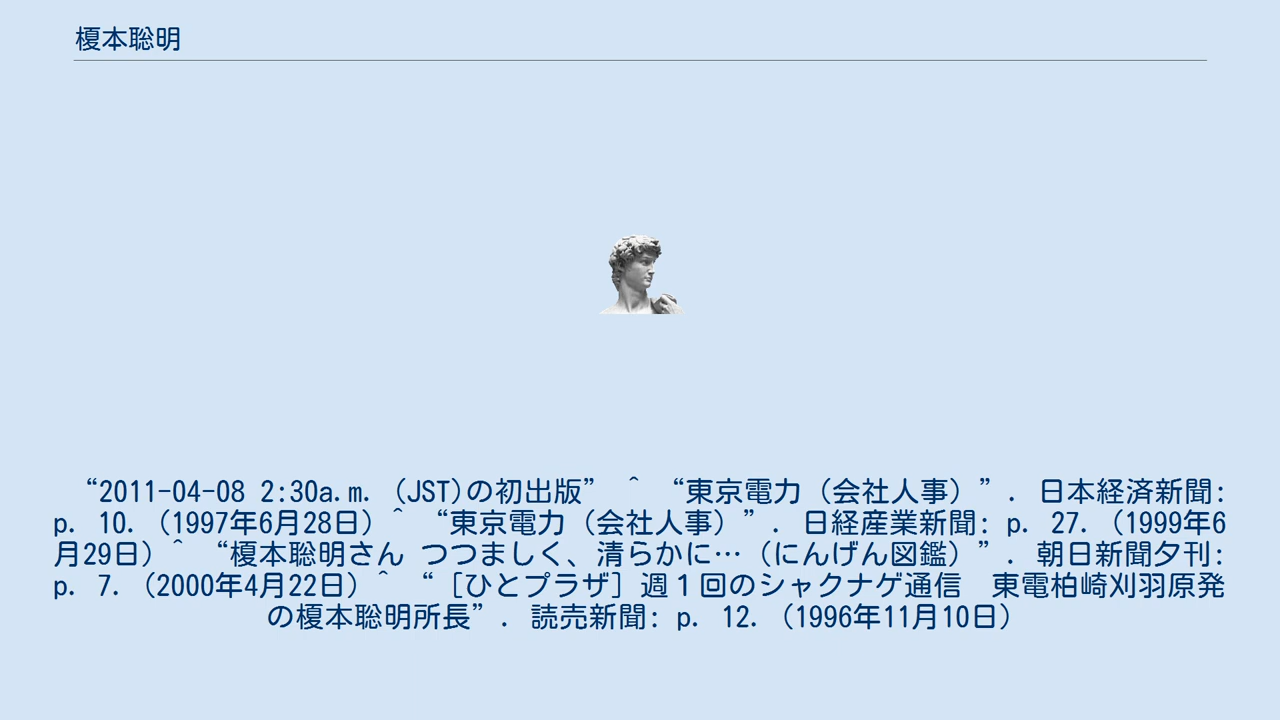 榎本聡明
“2011-04-08 2:30a.m. (JST)の初出版” ^ “東京電力（会社人事）”. 日本経済新聞:
p. 10. （1997年6月28日）^ “東京電力（会社人事）”. 日経産業新聞: p. 27. （1999年6
月29日）^ “榎本聡明さん つつましく、清らかに…（にんげん図鑑）”. 朝日新聞夕刊:
p. 7. （2000年4月22日）^ “［ひとプラザ］週１回のシャクナゲ通信　東電柏崎刈羽原発
の榎本聡明所長”. 読売新聞: p. 12. （1996年11月10日）